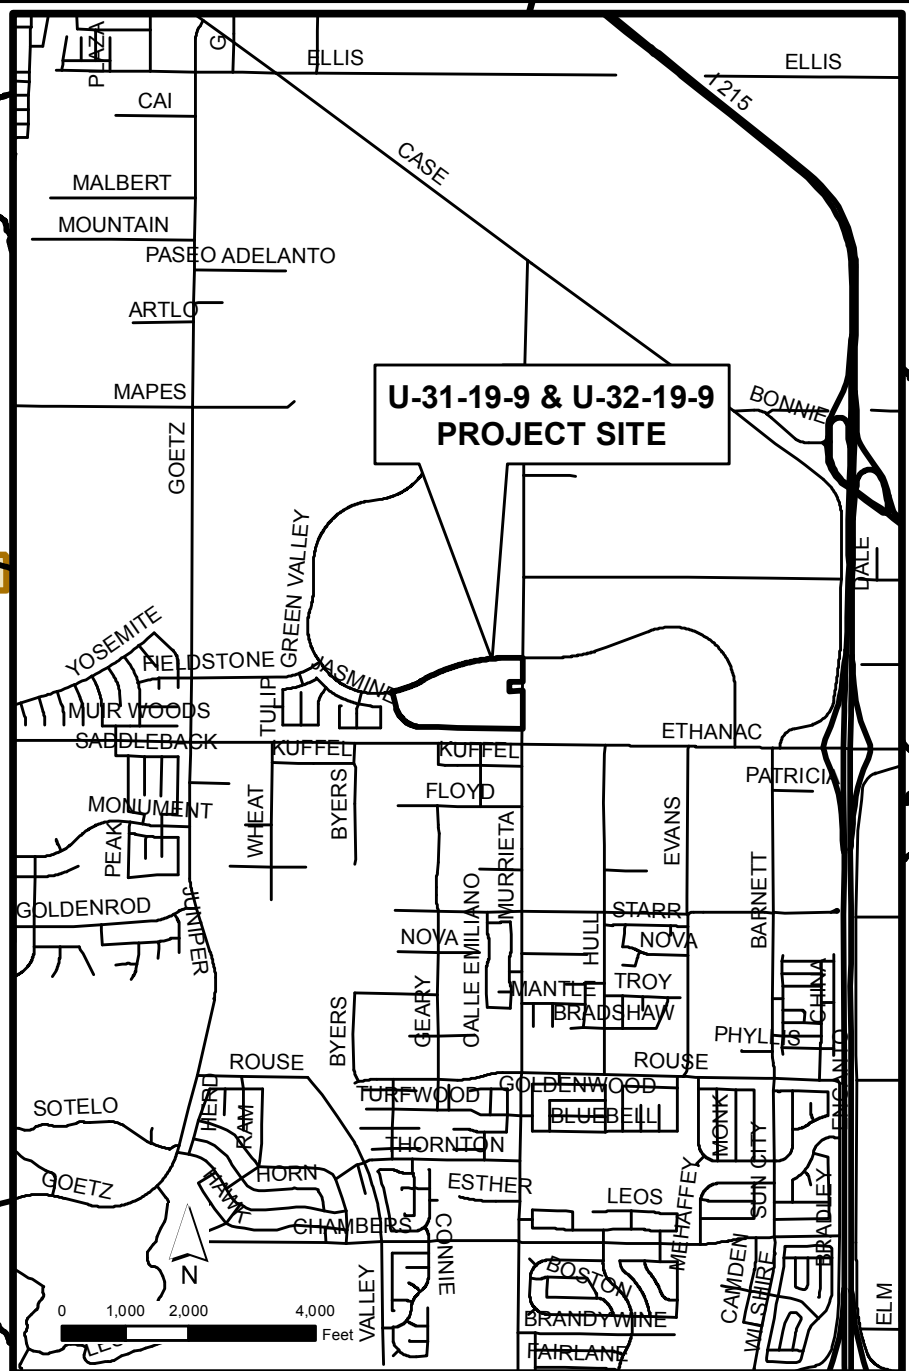 PLAZA
G
ELLIS
ELLIS
I 215
CAI
CASE
MALBERT
MOUNTAIN
PASEO ADELANTO
ARTLO
MAPES
BONNIE
U-31-19-9 & U-32-19-9
PROJECT SITE
GOETZ
GREEN VALLEY
DALE
YOSEMITE
FIELDSTONE
JASMINE
TULIP
MUIR WOODS
SADDLEBACK
KUFFEL
KUFFEL
ETHANAC
PATRICIA
FLOYD
MONUMENT
WHEAT
BYERS
PEAK
MURRIETA
EVANS
BARNETT
GOLDENROD
JUNIPER
CALLE EMILIANO
STARR
NOVA
HULL
NOVA
MANTLE
TROY
CHINA
BRADSHAW
GEARY
BYERS
PHYLLIS
ROUSE
ROUSE
ENCANTO
TURFWOOD
GOLDENWOOD
SOTELO
HERD
RAM
BLUEBELL
MONK
THORNTON
SUN CITY
GOETZ
HAWK
HORN
ESTHER
LEOS
MEHAFFEY
BRADLEY
CHAMBERS
CONNIE
N
BOSTON
CAMDEN
WILSHIRE
VALLEY
BRANDYWINE
ELM
FAIRLANE
0 1,000 2,000 4,000
Feet